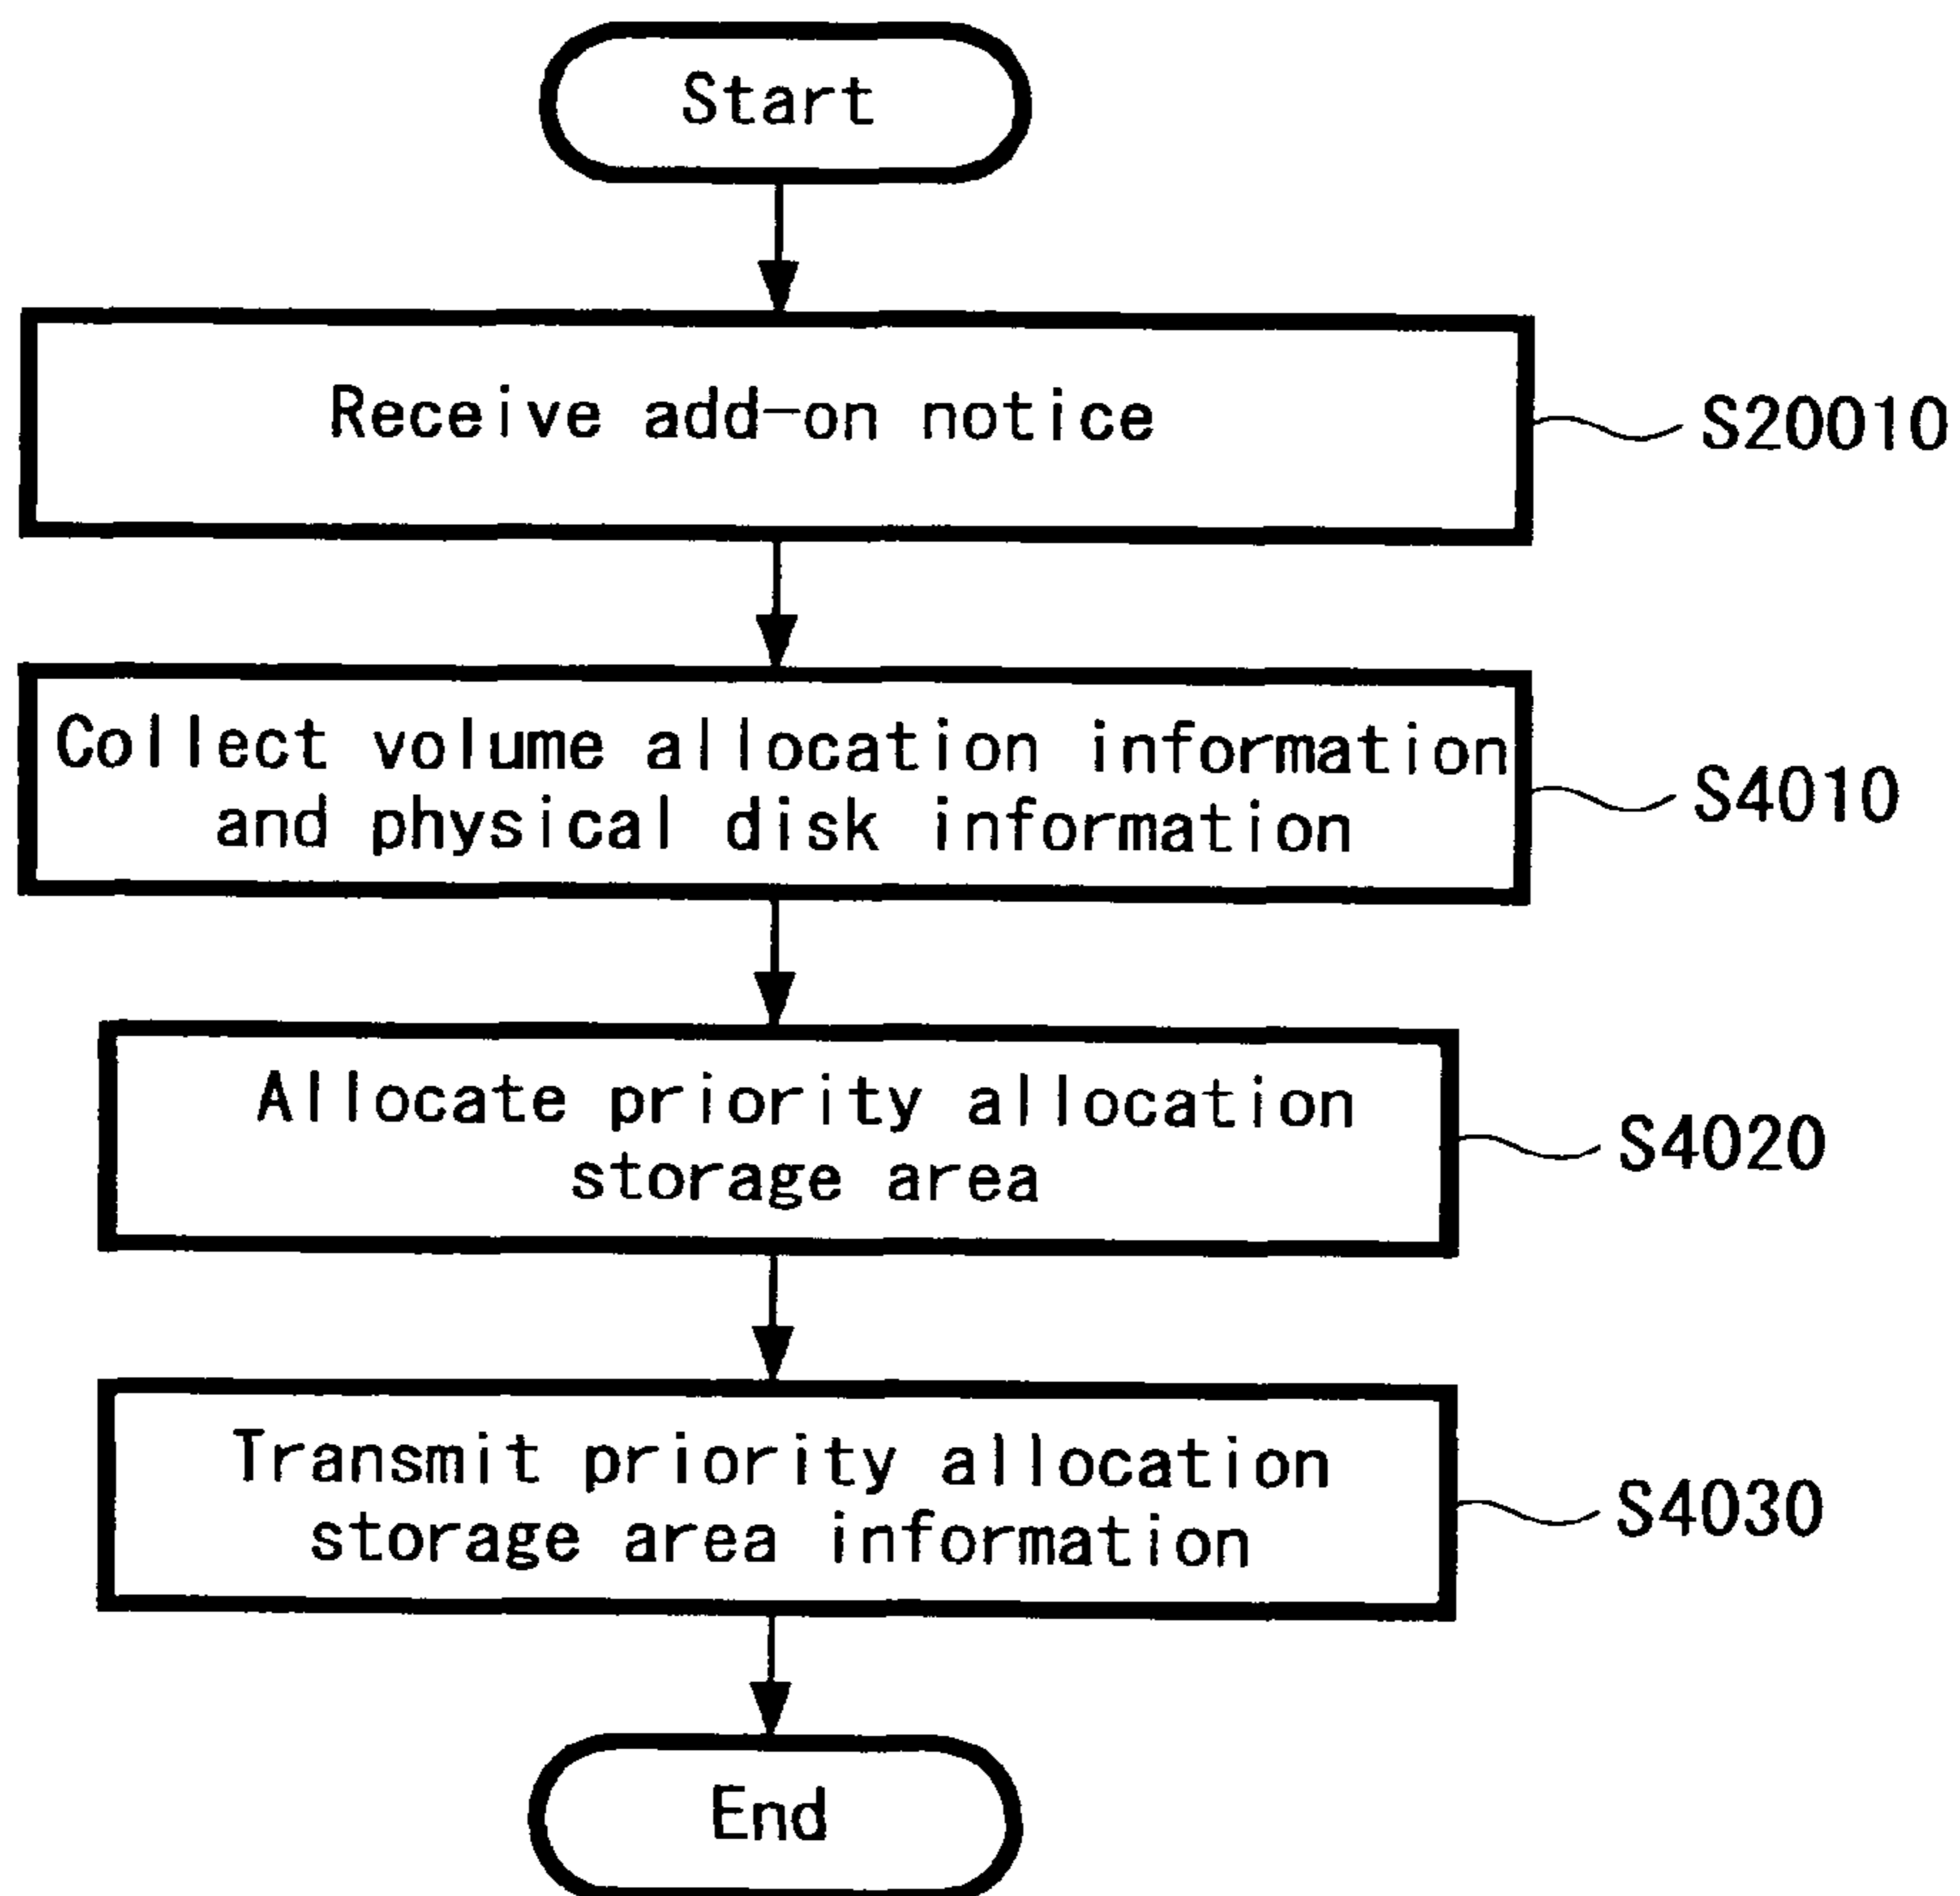 Start
Receive add-on notice
S20010
Collect volume allocation information
and physical disk information
S4010
Allocate priority allocation
storage area
S4020
Transmit priority allocation
storage area information
S4030
End